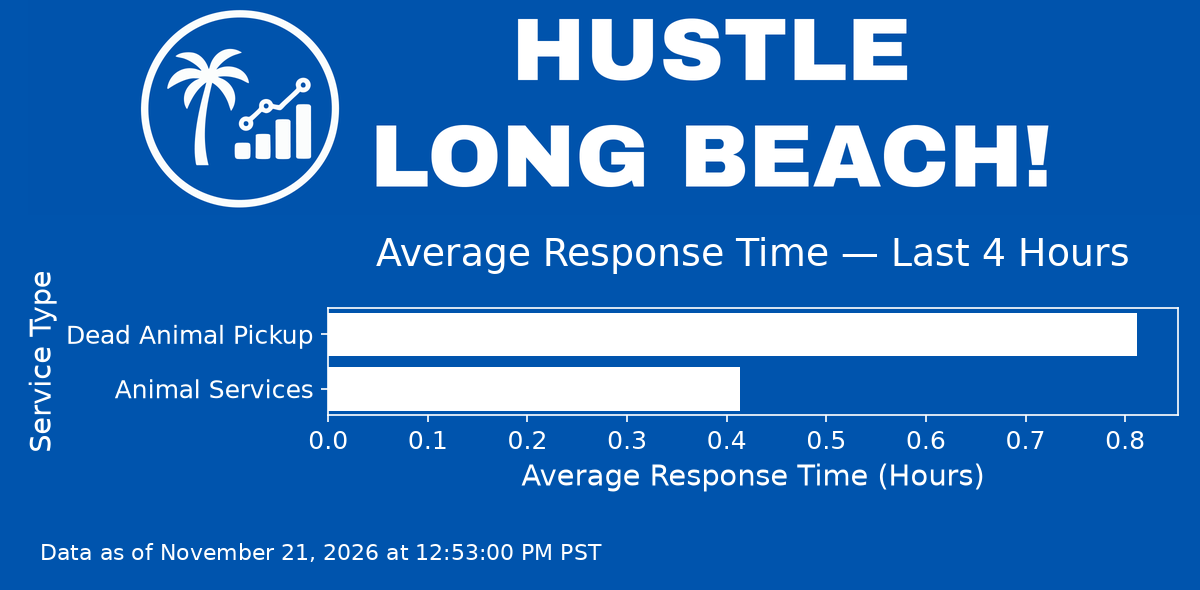 HUSTLE
LONG BEACH!
Average Response Time — Last 4 Hours
Service Type
Dead Animal Pickup
Animal Services
0.0 0.1 0.2 0.3 0.4 0.5 0.6 0.7 0.8
Average Response Time (Hours)
Data as of November 21, 2026 at 12:53:00 PM PST